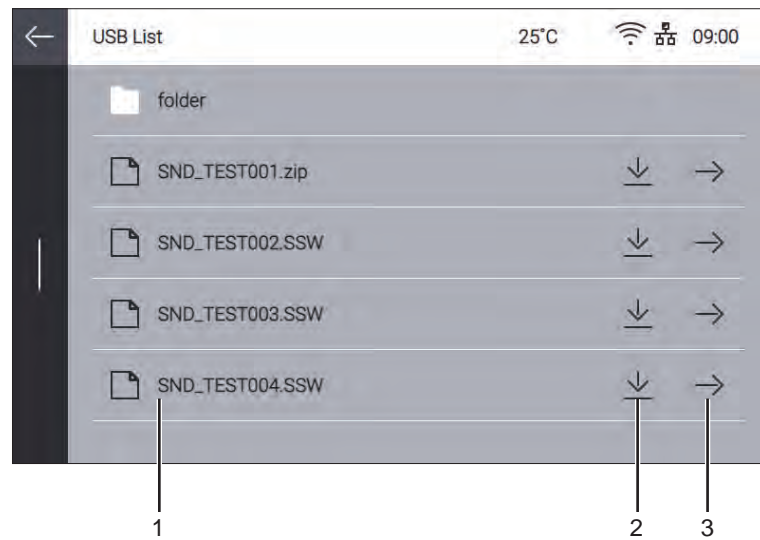 USB List 25°C 09:00
folder
SND_TEST001.zip
SND_TEST002.SSW
SND_TEST003.SSW
SND_TEST004.SSW
1 2 3